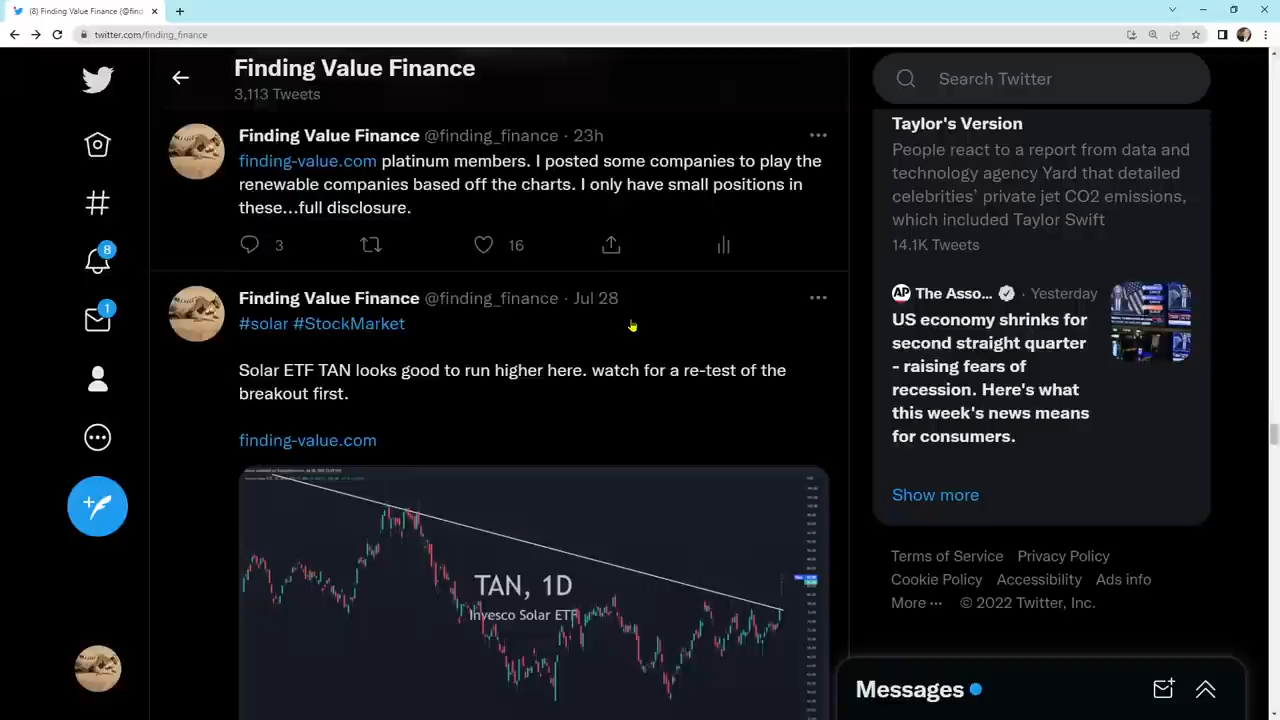 (8) Finding Value Finance (@find
twitter.com/finding_finance
Finding Value Finance
3,113 Tweets
Search Twitter
Finding Value Finance @finding_finance · 23h
finding-value.com platinum members. I posted some companies to play the
renewable companies based off the charts. I only have small positions in
these...full disclosure.
3
16
Finding Value Finance @finding_finance · Jul 28
#solar #StockMarket
Solar ETF TAN looks good to run higher here. watch for a re-test of the
breakout first.
finding-value.com
TAN, 1D
Invesco Solar ETF
8
1
Taylor's Version
People react to a report from data and
technology agency Yard that detailed
celebrities' private jet CO2 emissions,
which included Taylor Swift
14.1K Tweets
AP The Asso... · Yesterday
US economy shrinks for
second straight quarter
- raising fears of
recession. Here's what
this week's news means
for consumers.
Show more
Terms of Service Privacy Policy
Cookie Policy Accessibility Ads info
More ··· © 2022 Twitter, Inc.
Messages